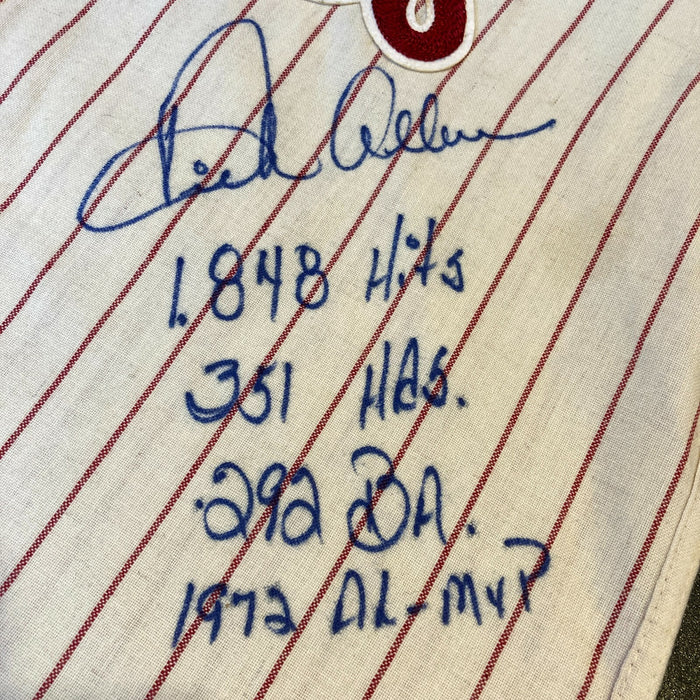 Dick Allen
1.848 Hits
351 HRS.
.292 BA.
1972 AL-MVP